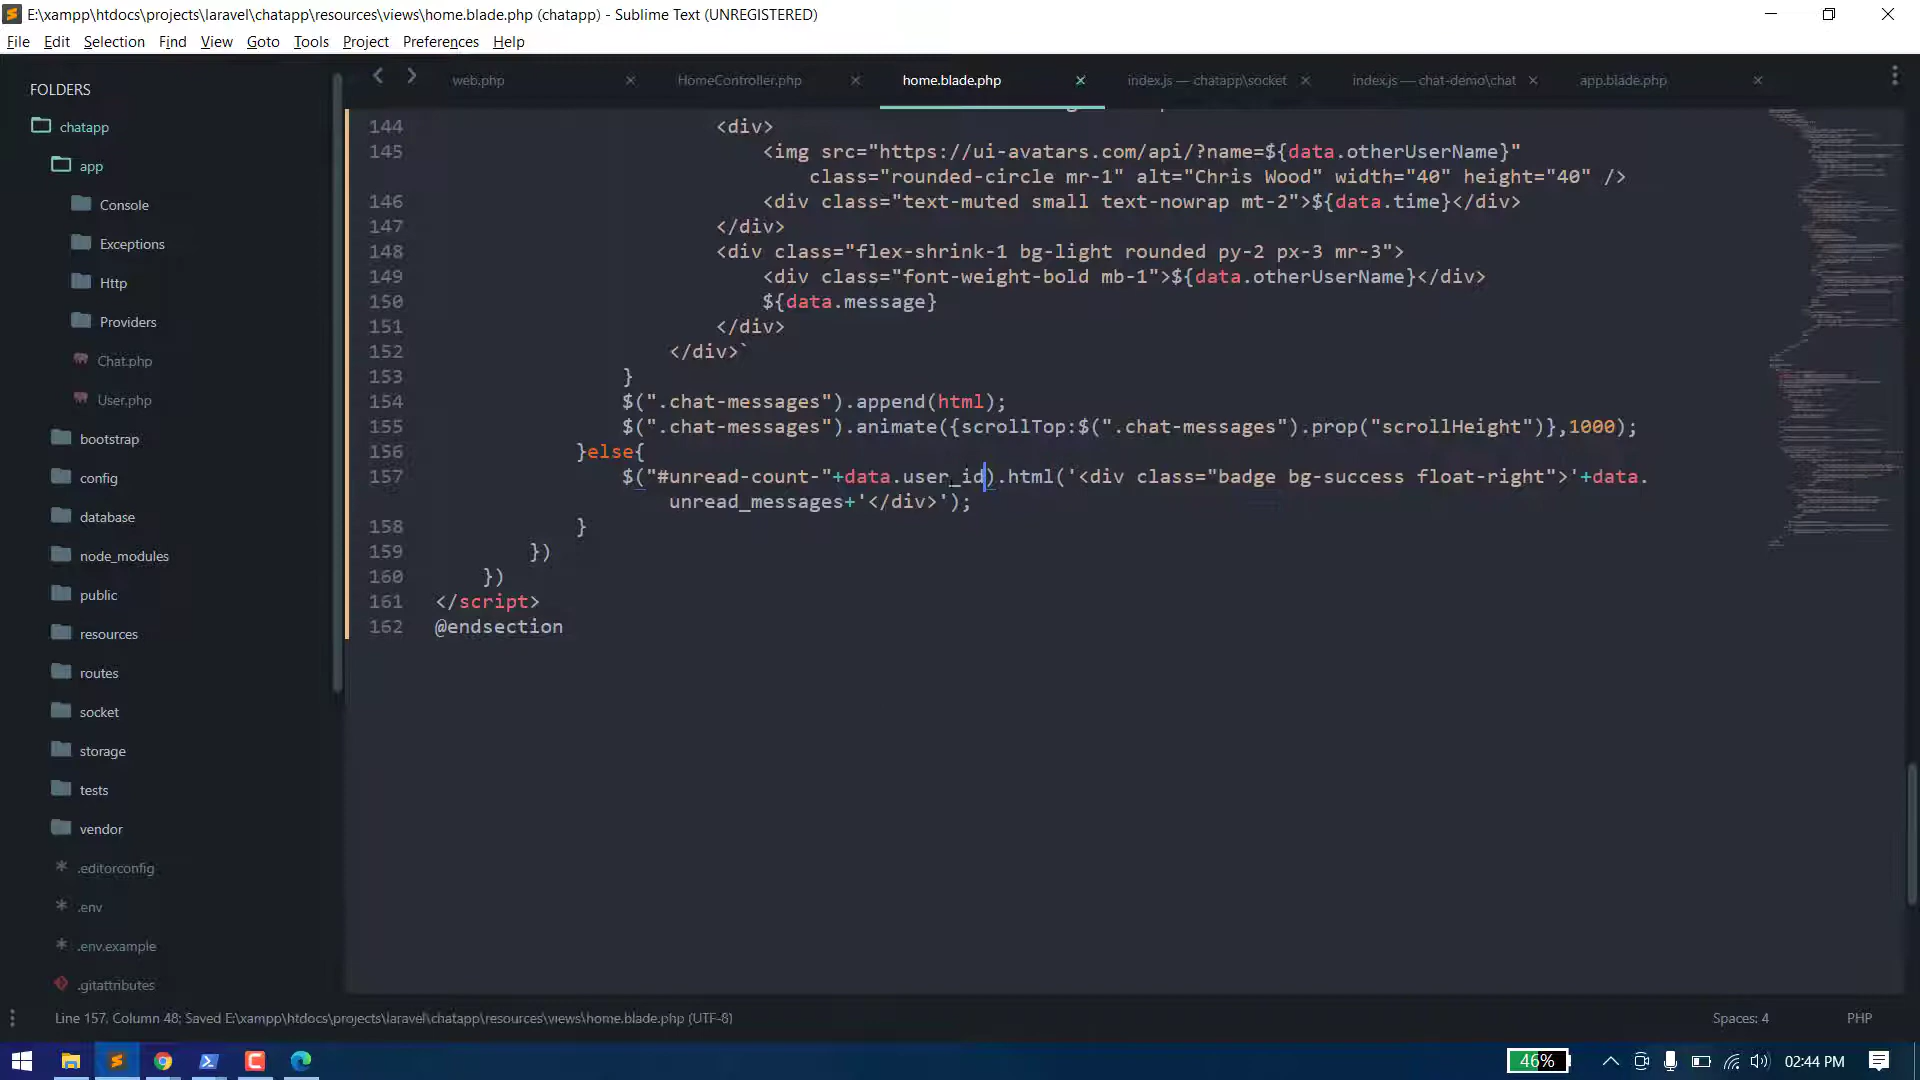 E:\xampp\htdocs\projects\laravel\chatapp\resources\views\home.blade.php (chatapp) - Sublime Text (UNREGISTERED)
File Edit Selection Find View Goto Tools Project Preferences Help
FOLDERS
chatapp
app
Console
Exceptions
Http
Providers
Chat.php
User.php
bootstrap
config
database
node_modules
public
resources
routes
socket
storage
tests
vendor
.editorconfig
.env
.env.example
.gitattributes
web.php HomeController.php home.blade.php index.js — chatapp\socket index.js — chat-demo\chat app.blade.php
144 <div>
145 <img src="https://ui-avatars.com/api/?name=${data.otherUserName}"
class="rounded-circle mr-1" alt="Chris Wood" width="40" height="40" />
146 <div class="text-muted small text-nowrap mt-2">${data.time}</div>
147 </div>
148 <div class="flex-shrink-1 bg-light rounded py-2 px-3 mr-3">
149 <div class="font-weight-bold mb-1">${data.otherUserName}</div>
150 ${data.message}
151 </div>
152 </div>`
153 }
154 $(".chat-messages").append(html);
155 $(".chat-messages").animate({scrollTop:$(".chat-messages").prop("scrollHeight")},1000);
156 }else{
157 $("#unread-count-"+data.user_id).html('<div class="badge bg-success float-right">'+data.
unread_messages+'</div>');
158 }
159 })
160 })
161 </script>
162 @endsection
Line 157, Column 48; Saved E:\xampp\htdocs\projects\laravel\chatapp\resources\views\home.blade.php (UTF-8) Spaces: 4 PHP
46% 02:44 PM